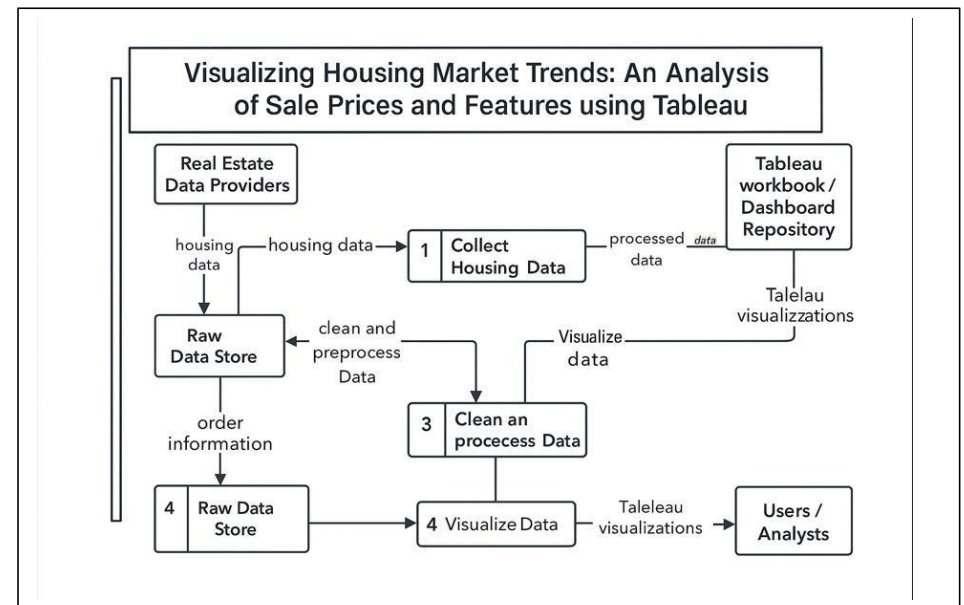 Visualizing Housing Market Trends: An Analysis
of Sale Prices and Features using Tableau
Real Estate
Data Providers
Tableau
workbook /
Dashboard
Repository
housing
data
housing data
1 Collect
Housing Data
processed data
data
Talelau
visualizzations
Raw
Data Store
clean and
preprocess
Data
Visualize
data
order
information
3 Clean an
procecess Data
4 Raw Data
Store
4 Visualize Data
Taleleau
visualizations
Users /
Analysts